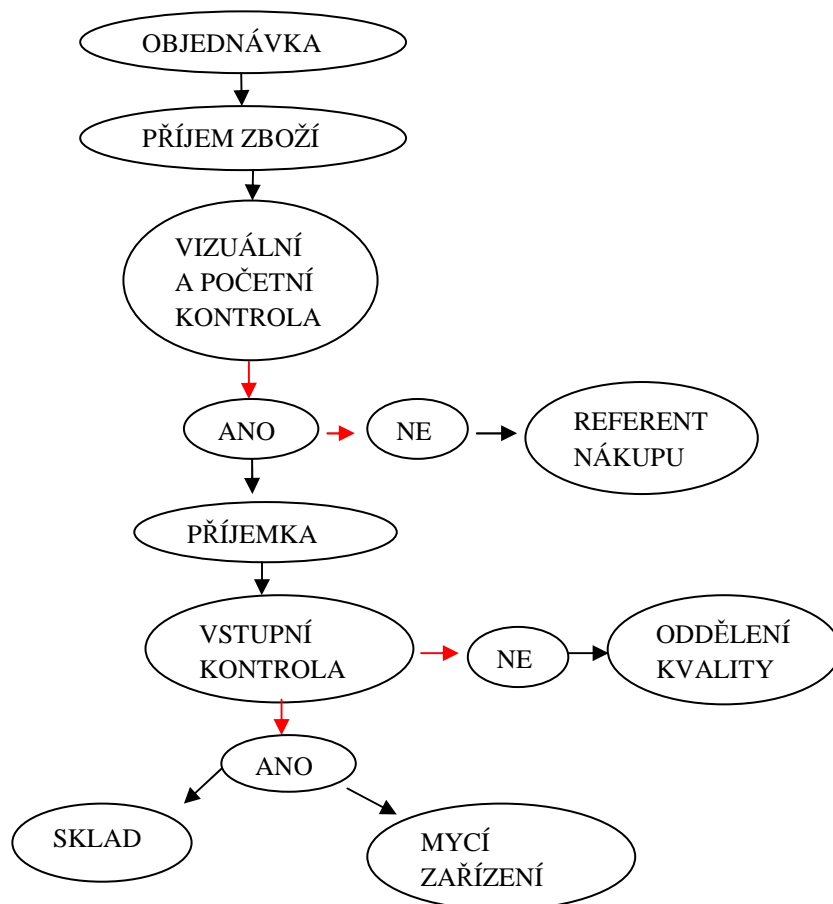 OBJEDNÁVKA
PŘÍJEM ZBOŽÍ
VIZUÁLNÍ
A POČETNÍ
KONTROLA
ANO
NE
REFERENT
NÁKUPU
PŘÍJEMKA
VSTUPNÍ
KONTROLA
NE
ODDĚLENÍ
KVALITY
ANO
SKLAD
MYCÍ
ZAŘÍZENÍ